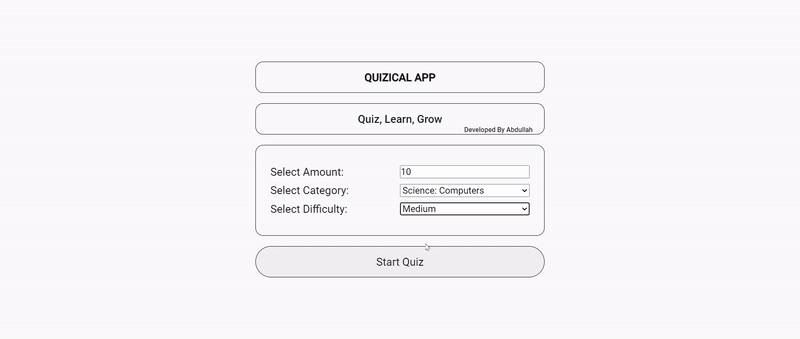 QUIZICAL APP
Quiz, Learn, Grow
Developed By Abdullah
Select Amount: 10
Select Category: Science: Computers
Select Difficulty: Medium
Start Quiz